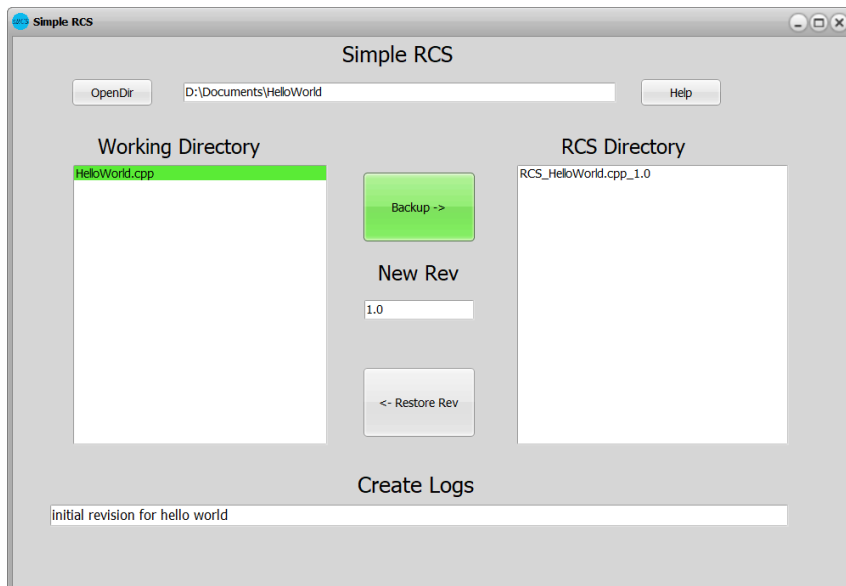 Simple RCS
Simple RCS
OpenDir
D:\Documents\HelloWorld
Help
Working Directory
RCS Directory
HelloWorld.cpp
RCS_HelloWorld.cpp_1.0
Backup ->
New Rev
1.0
<- Restore Rev
Create Logs
initial revision for hello world